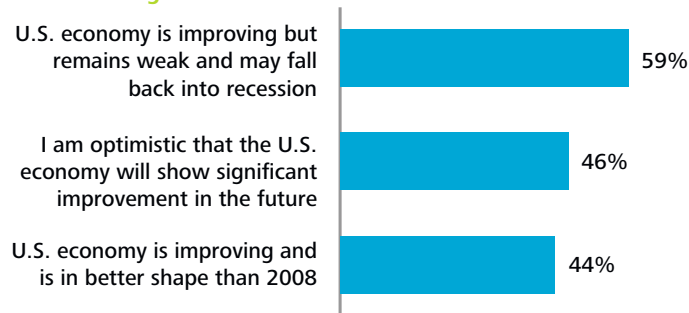 U.S. economy is improving but
remains weak and may fall
back into recession
59%
I am optimistic that the U.S.
economy will show significant
improvement in the future
46%
U.S. economy is improving and
is in better shape than 2008
44%